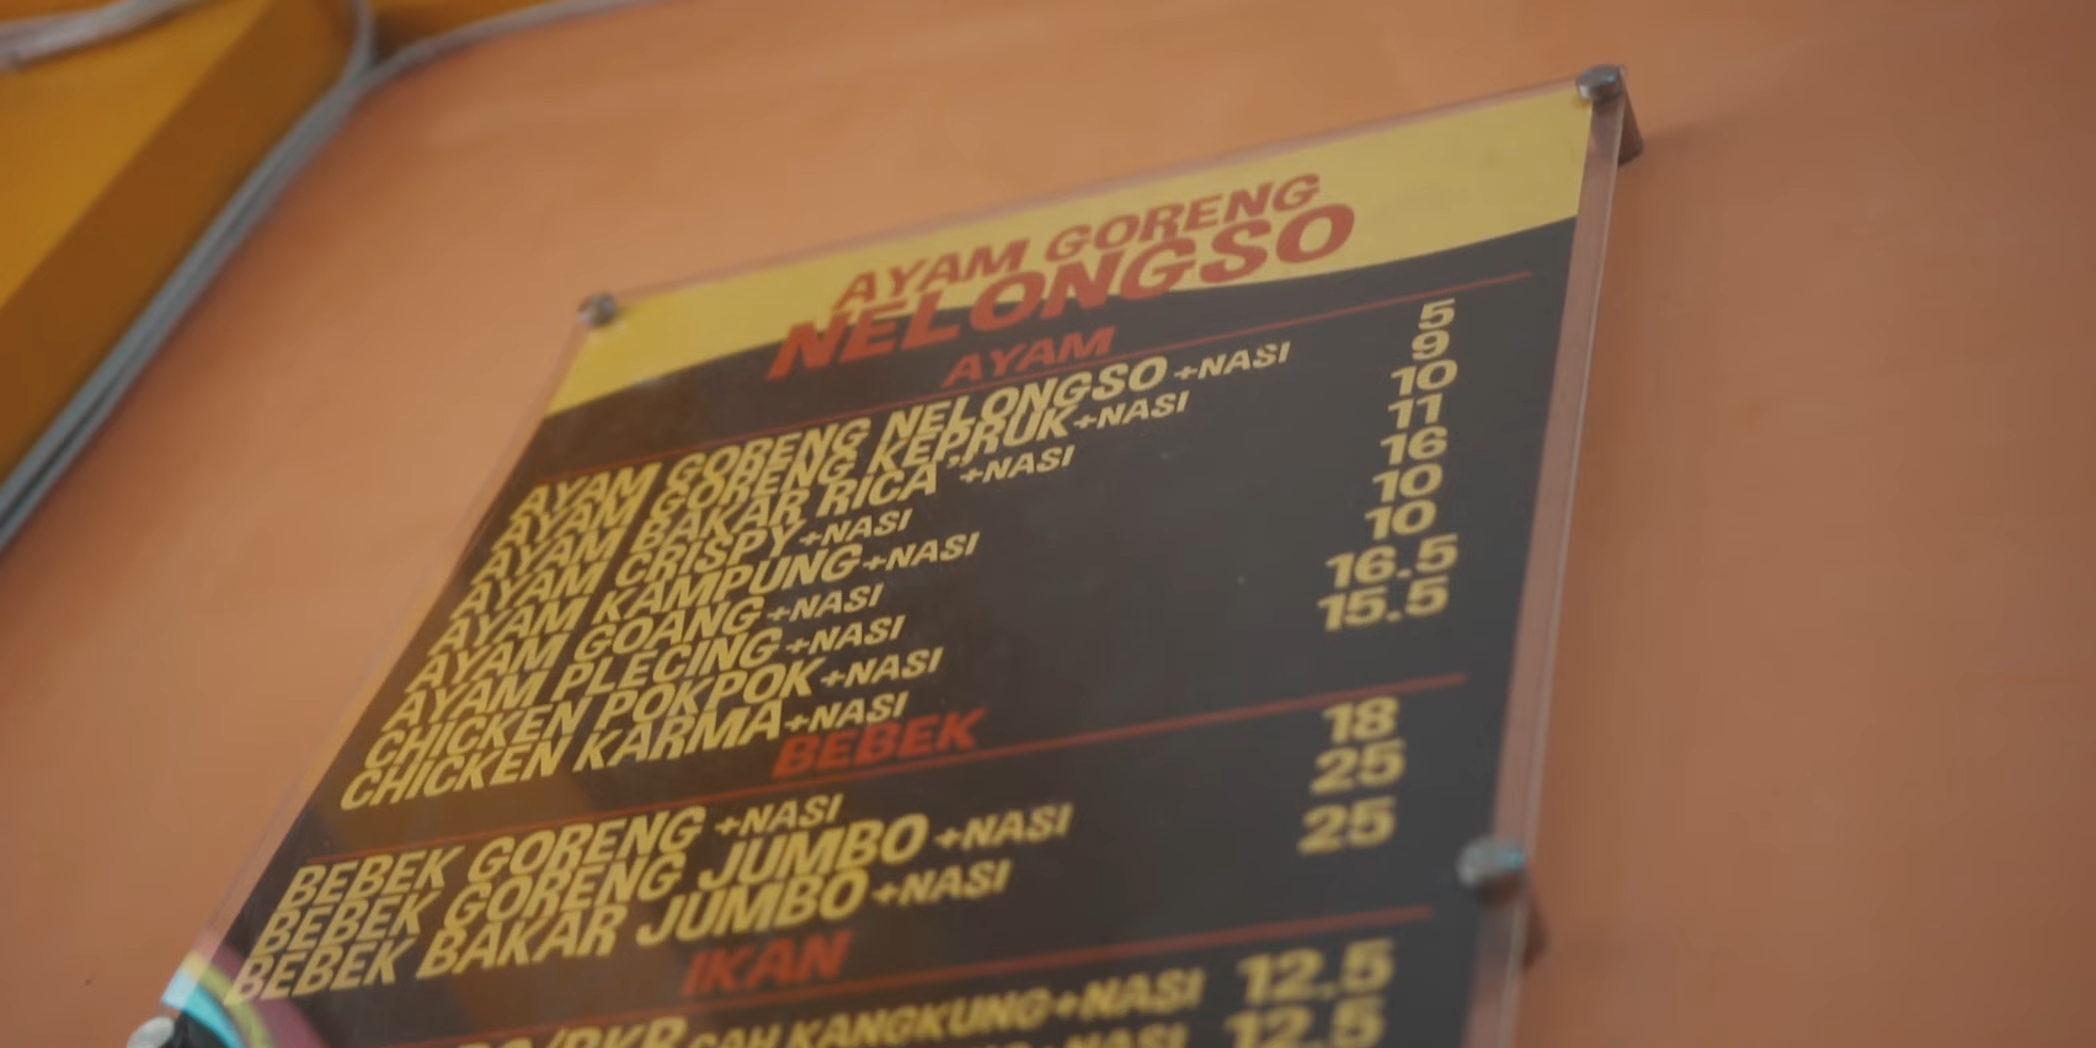 AYAM GORENG
NELONGSO
AYAM
AYAM GORENG NELONGSO +NASI 5
AYAM GORENG KEPRUK +NASI 9
AYAM BAKAR RICA² +NASI 10
AYAM CRISPY +NASI 11
AYAM KAMPUNG +NASI 16
AYAM GOANG +NASI 10
AYAM PLECING +NASI 10
CHICKEN POKPOK +NASI 16.5
CHICKEN KARMA +NASI 15.5
BEBEK
BEBEK GORENG +NASI 18
BEBEK GORENG JUMBO +NASI 25
BEBEK BAKAR JUMBO +NASI 25
IKAN
CAH KANGKUNG+NASI 12.5
+NASI 12.5